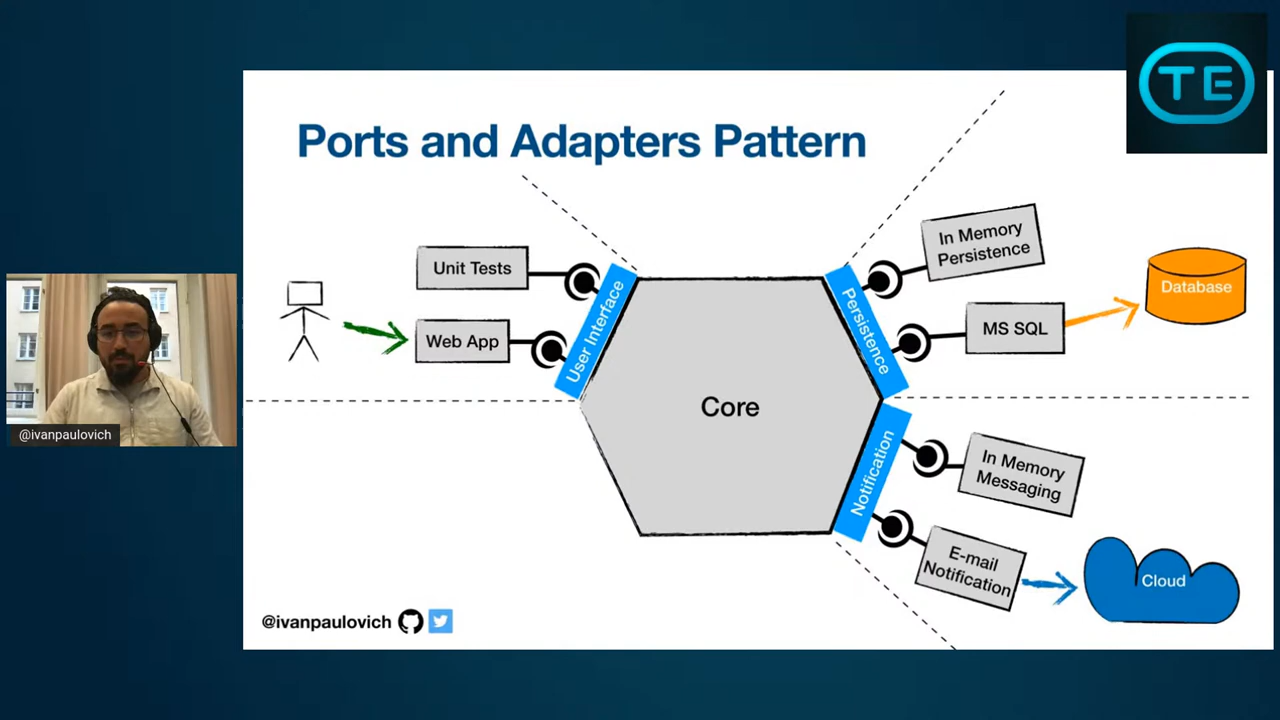 TE
Ports and Adapters Pattern
Unit Tests
Web App
User Interface
Core
Persistence
In Memory
Persistence
MS SQL
Database
Notification
In Memory
Messaging
E-mail
Notification
Cloud
@ivanpaulovich
@ivanpaulovich